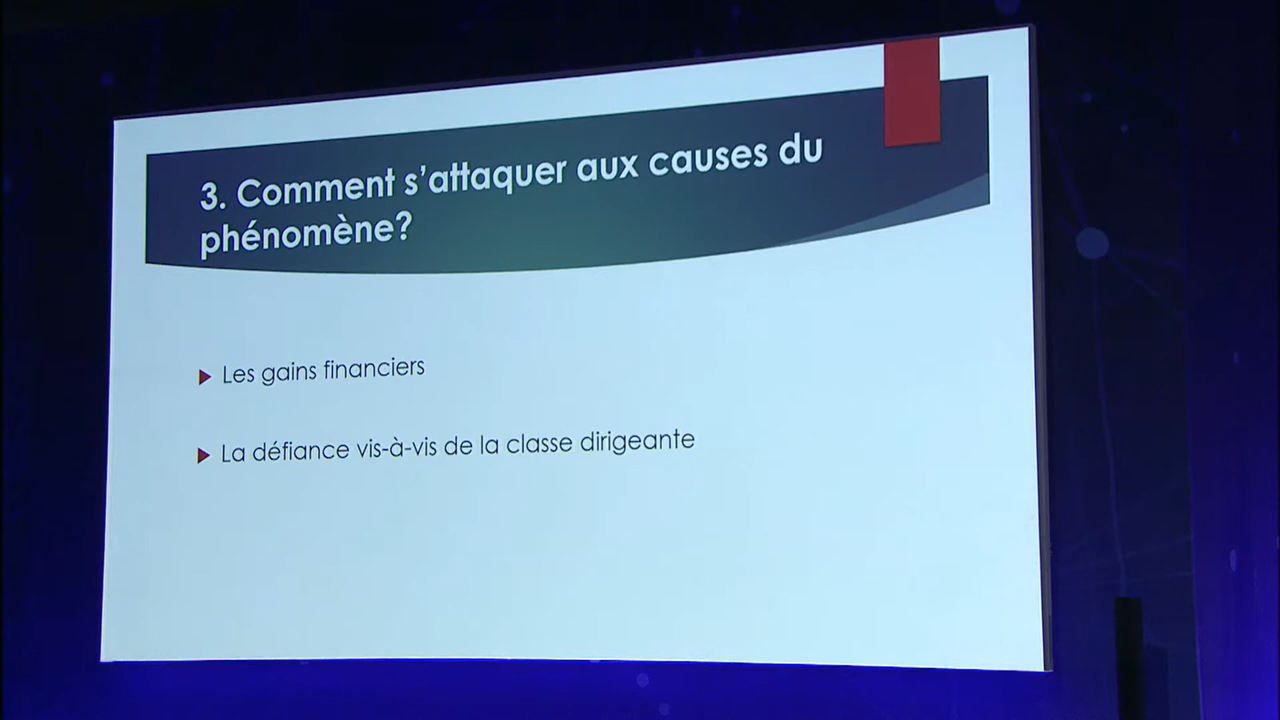 3. Comment s'attaquer aux causes du
phénomène?
Les gains financiers
La défiance vis-à-vis de la classe dirigeante